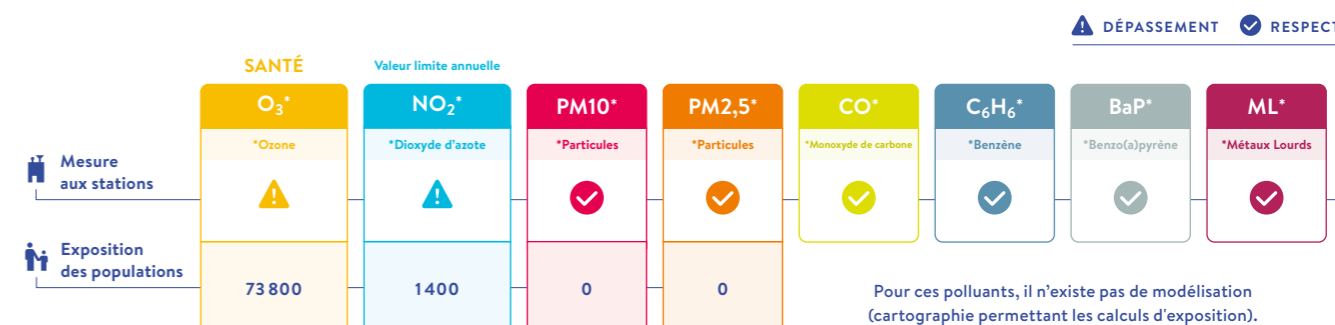 DÉPASSEMENT RESPECT
SANTÉ Valeur limite annuelle
O₃* NO₂* PM10* PM2,5* CO* C₆H₆* BaP* ML*
*Ozone *Dioxyde d'azote *Particules *Particules *Monoxyde de carbone *Benzène *Benzo(a)pyrène *Métaux Lourds
Mesure
aux stations
Exposition
des populations
73 800 1400 0 0
Pour ces polluants, il n'existe pas de modélisation
(cartographie permettant les calculs d'exposition).